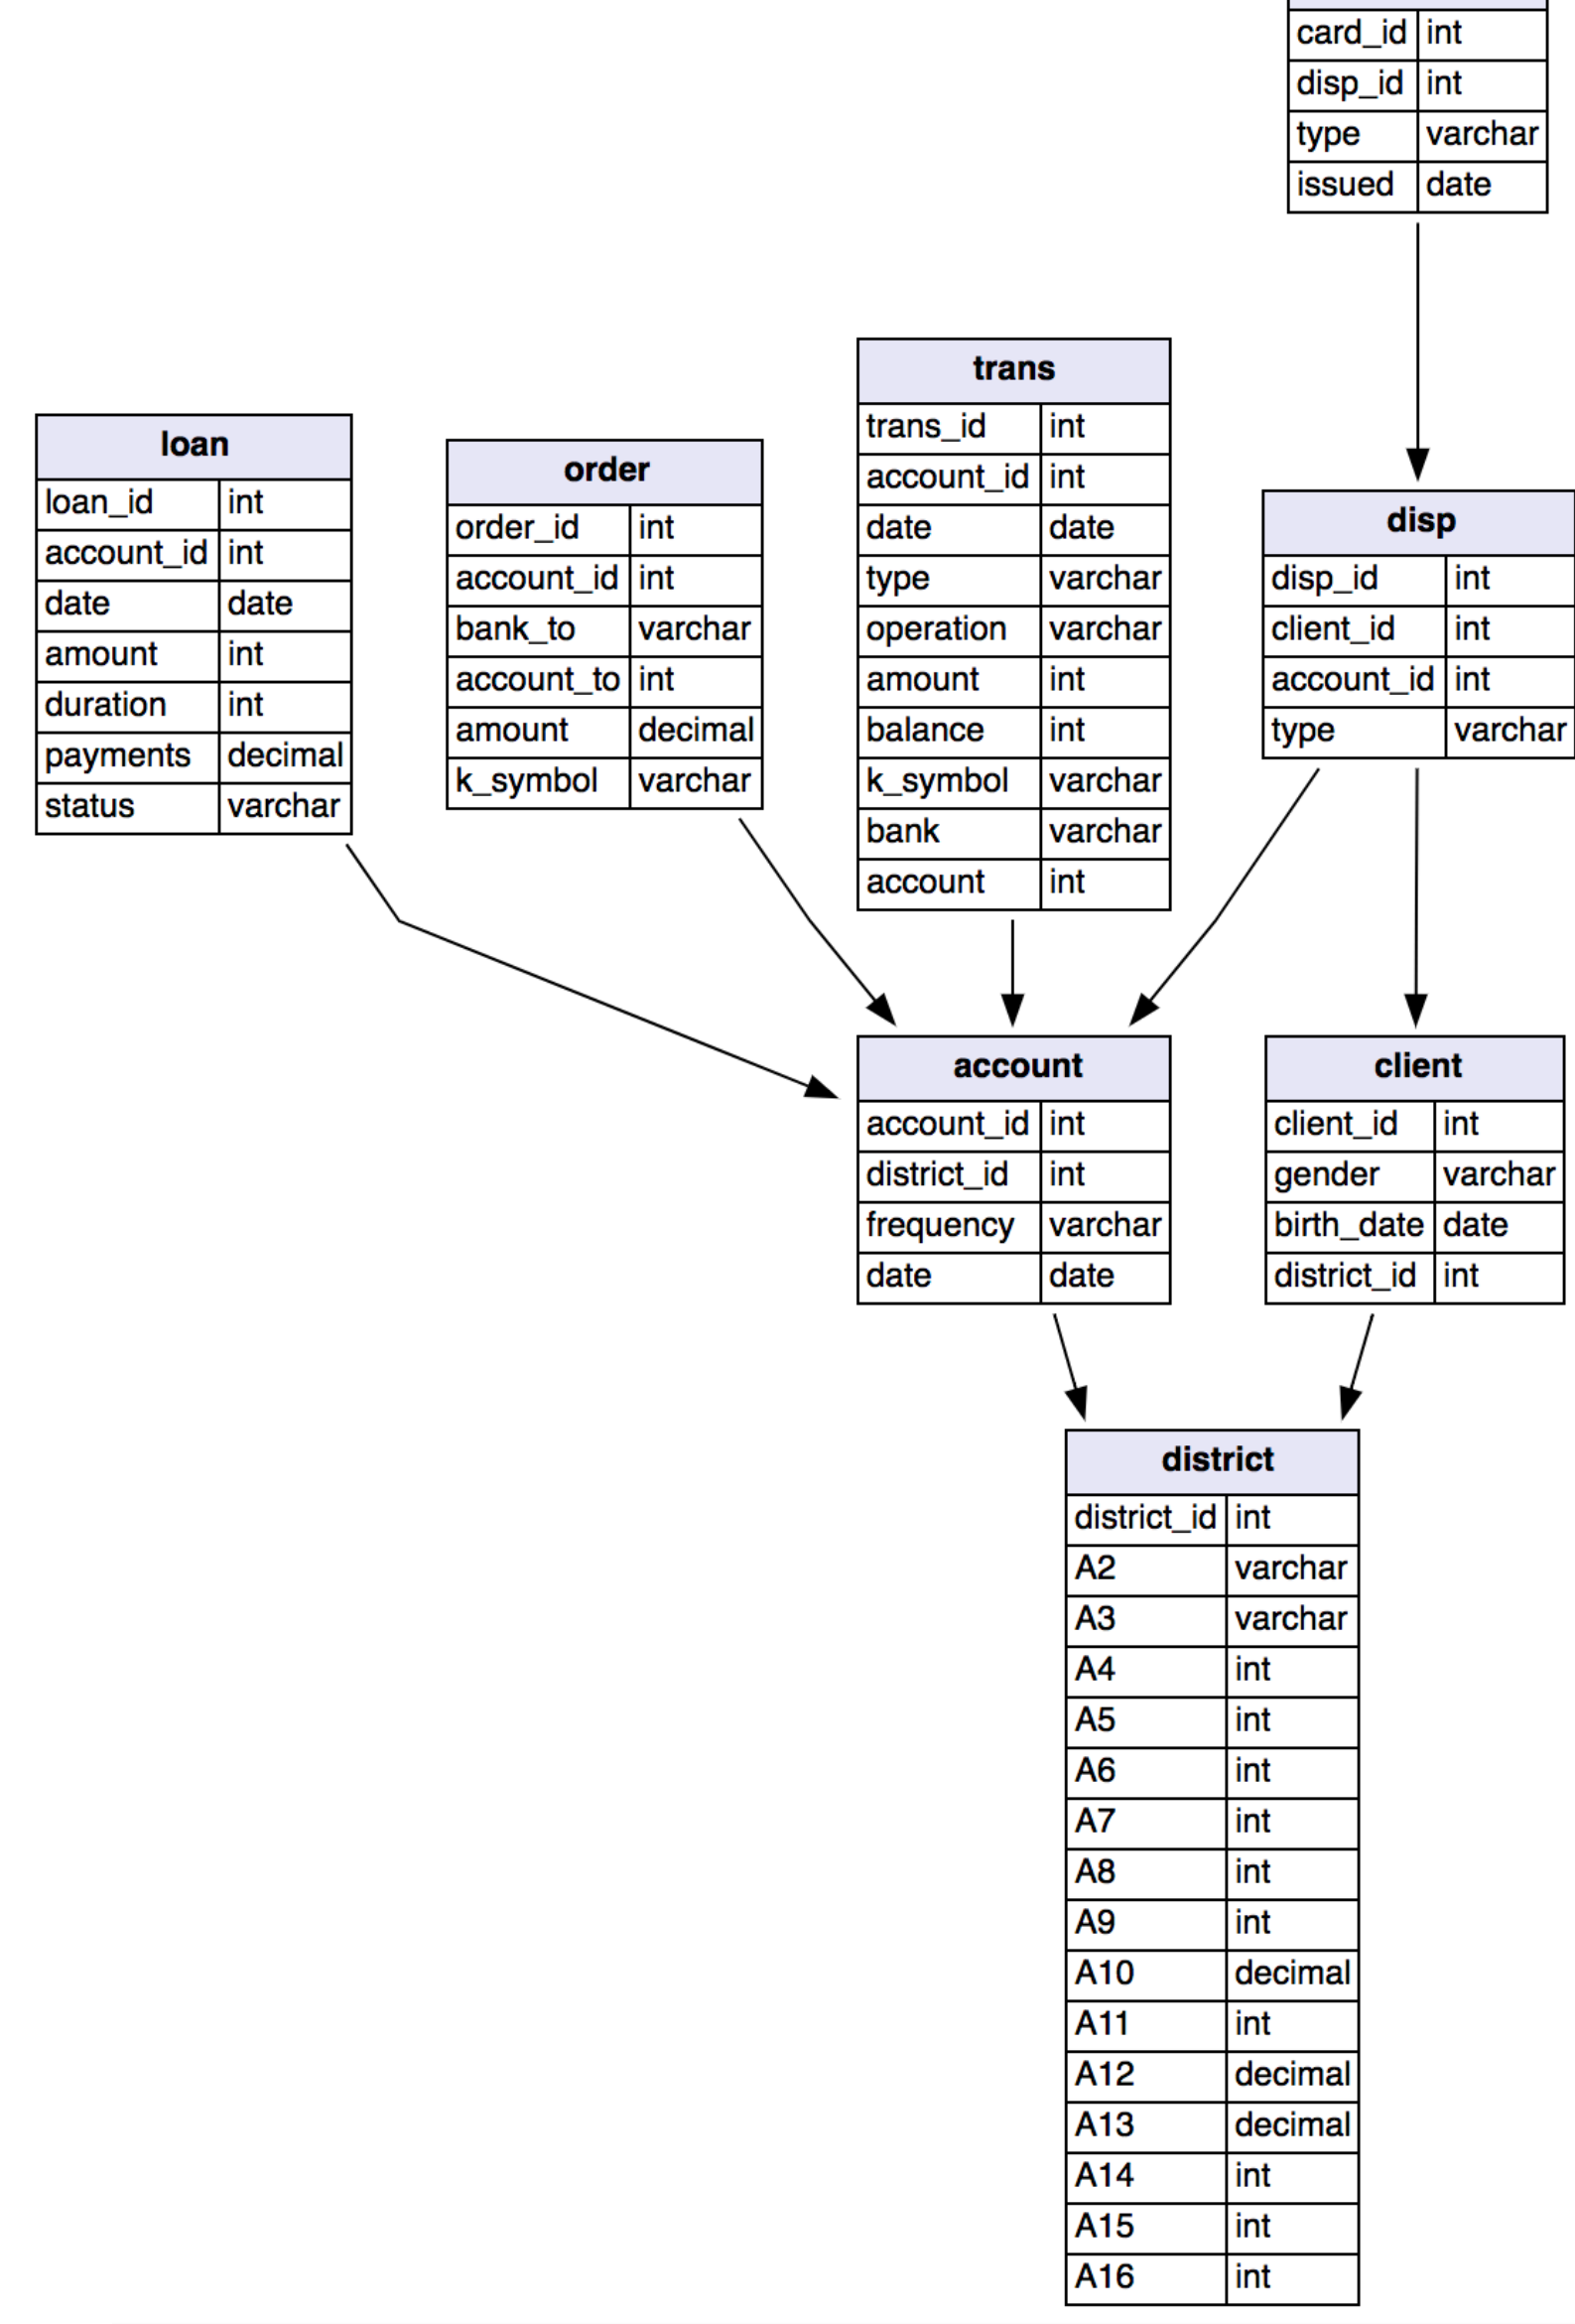 card_id int
disp_id int
type varchar
issued date
trans
trans_id int
account_id int
date date
type varchar
operation varchar
amount int
balance int
k_symbol varchar
bank varchar
account int
loan
loan_id int
account_id int
date date
amount int
duration int
payments decimal
status varchar
order
order_id int
account_id int
bank_to varchar
account_to int
amount decimal
k_symbol varchar
disp
disp_id int
client_id int
account_id int
type varchar
account
account_id int
district_id int
frequency varchar
date date
client
client_id int
gender varchar
birth_date date
district_id int
district
district_id int
A2 varchar
A3 varchar
A4 int
A5 int
A6 int
A7 int
A8 int
A9 int
A10 decimal
A11 int
A12 decimal
A13 decimal
A14 int
A15 int
A16 int